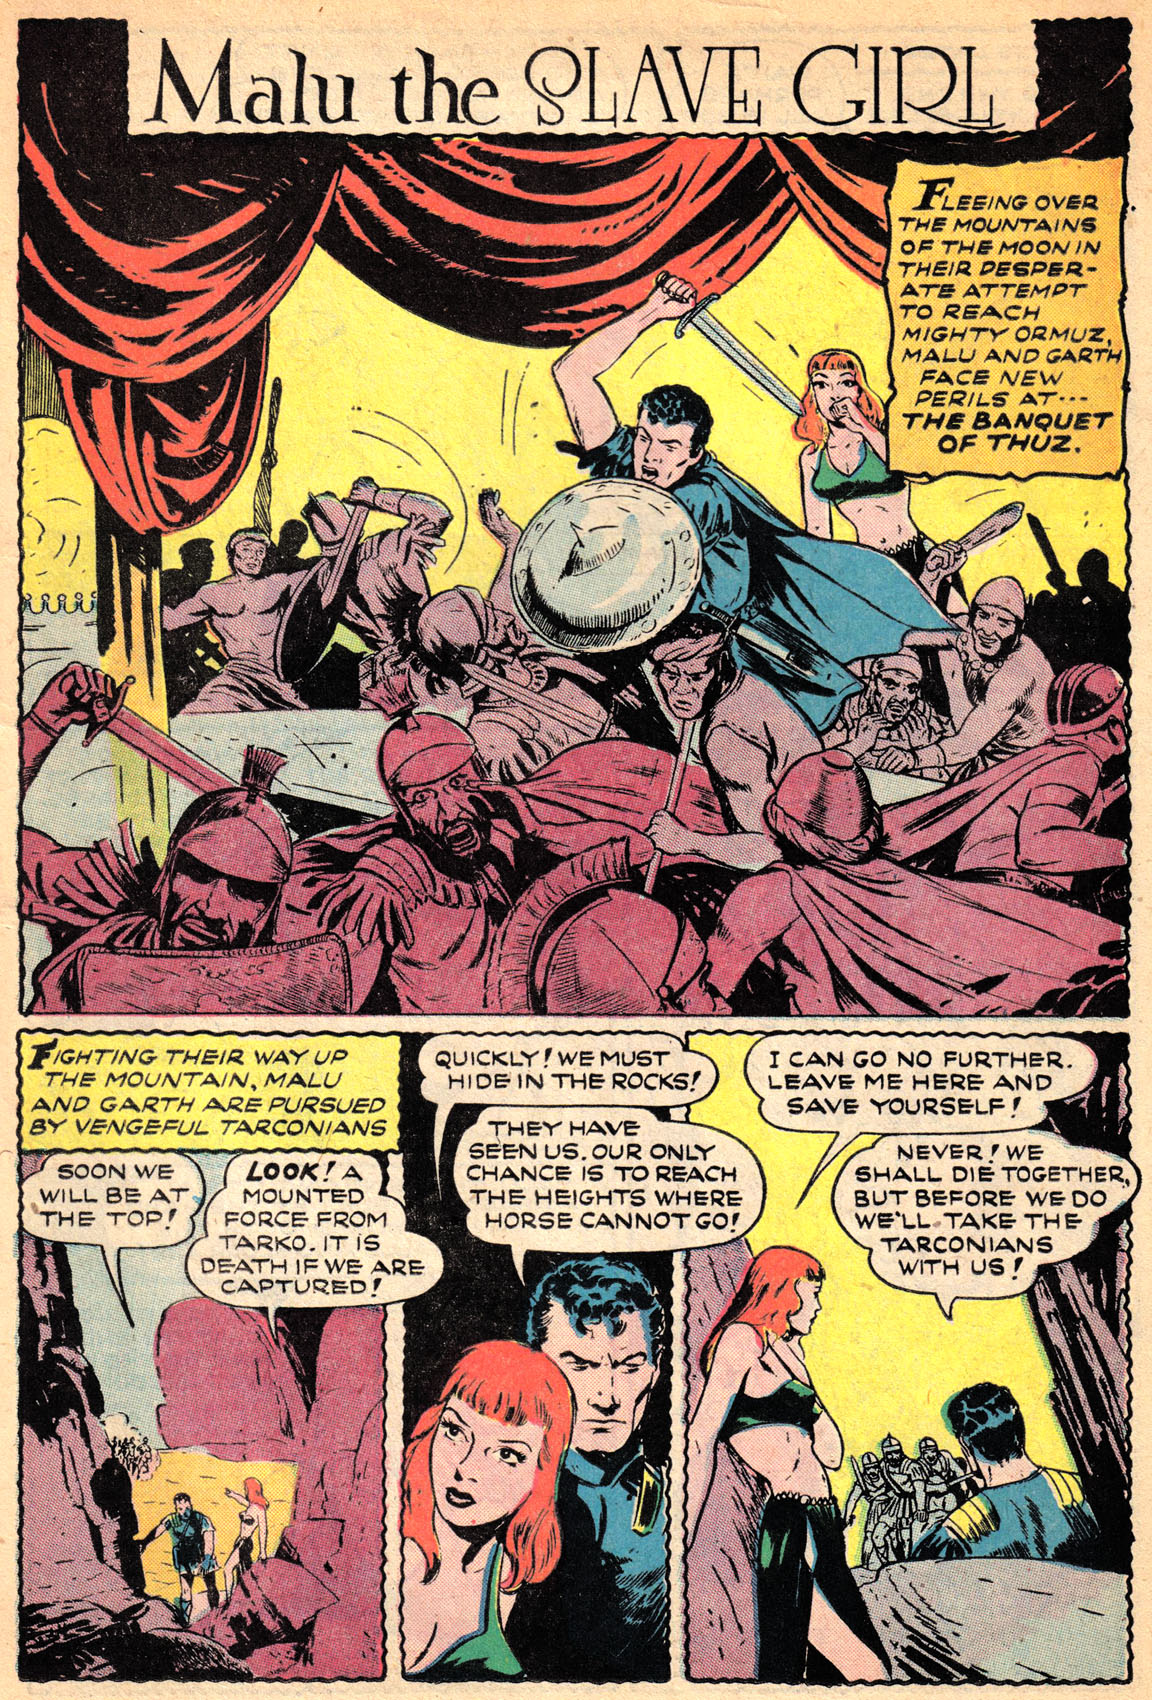 Malu the SLAVE GIRL
FLEEING OVER
THE MOUNTAINS
OF THE MOON IN
THEIR DESPER-
ATE ATTEMPT
TO REACH
MIGHTY ORMUZ,
MALU AND GARTH
FACE NEW
PERILS AT---
THE BANQUET
OF THUZ.
FIGHTING THEIR WAY UP
THE MOUNTAIN, MALU
AND GARTH ARE PURSUED
BY VENGEFUL TARCONIANS
SOON WE
WILL BE AT
THE TOP!
LOOK! A
MOUNTED
FORCE FROM
TARKO. IT IS
DEATH IF WE ARE
CAPTURED!
QUICKLY! WE MUST
HIDE IN THE ROCKS!
THEY HAVE
SEEN US. OUR ONLY
CHANCE IS TO REACH
THE HEIGHTS WHERE
HORSE CANNOT GO!
I CAN GO NO FURTHER.
LEAVE ME HERE AND
SAVE YOURSELF!
NEVER! WE
SHALL DIE TOGETHER,
BUT BEFORE WE DO
WE'LL TAKE THE
TARCONIANS
WITH US!